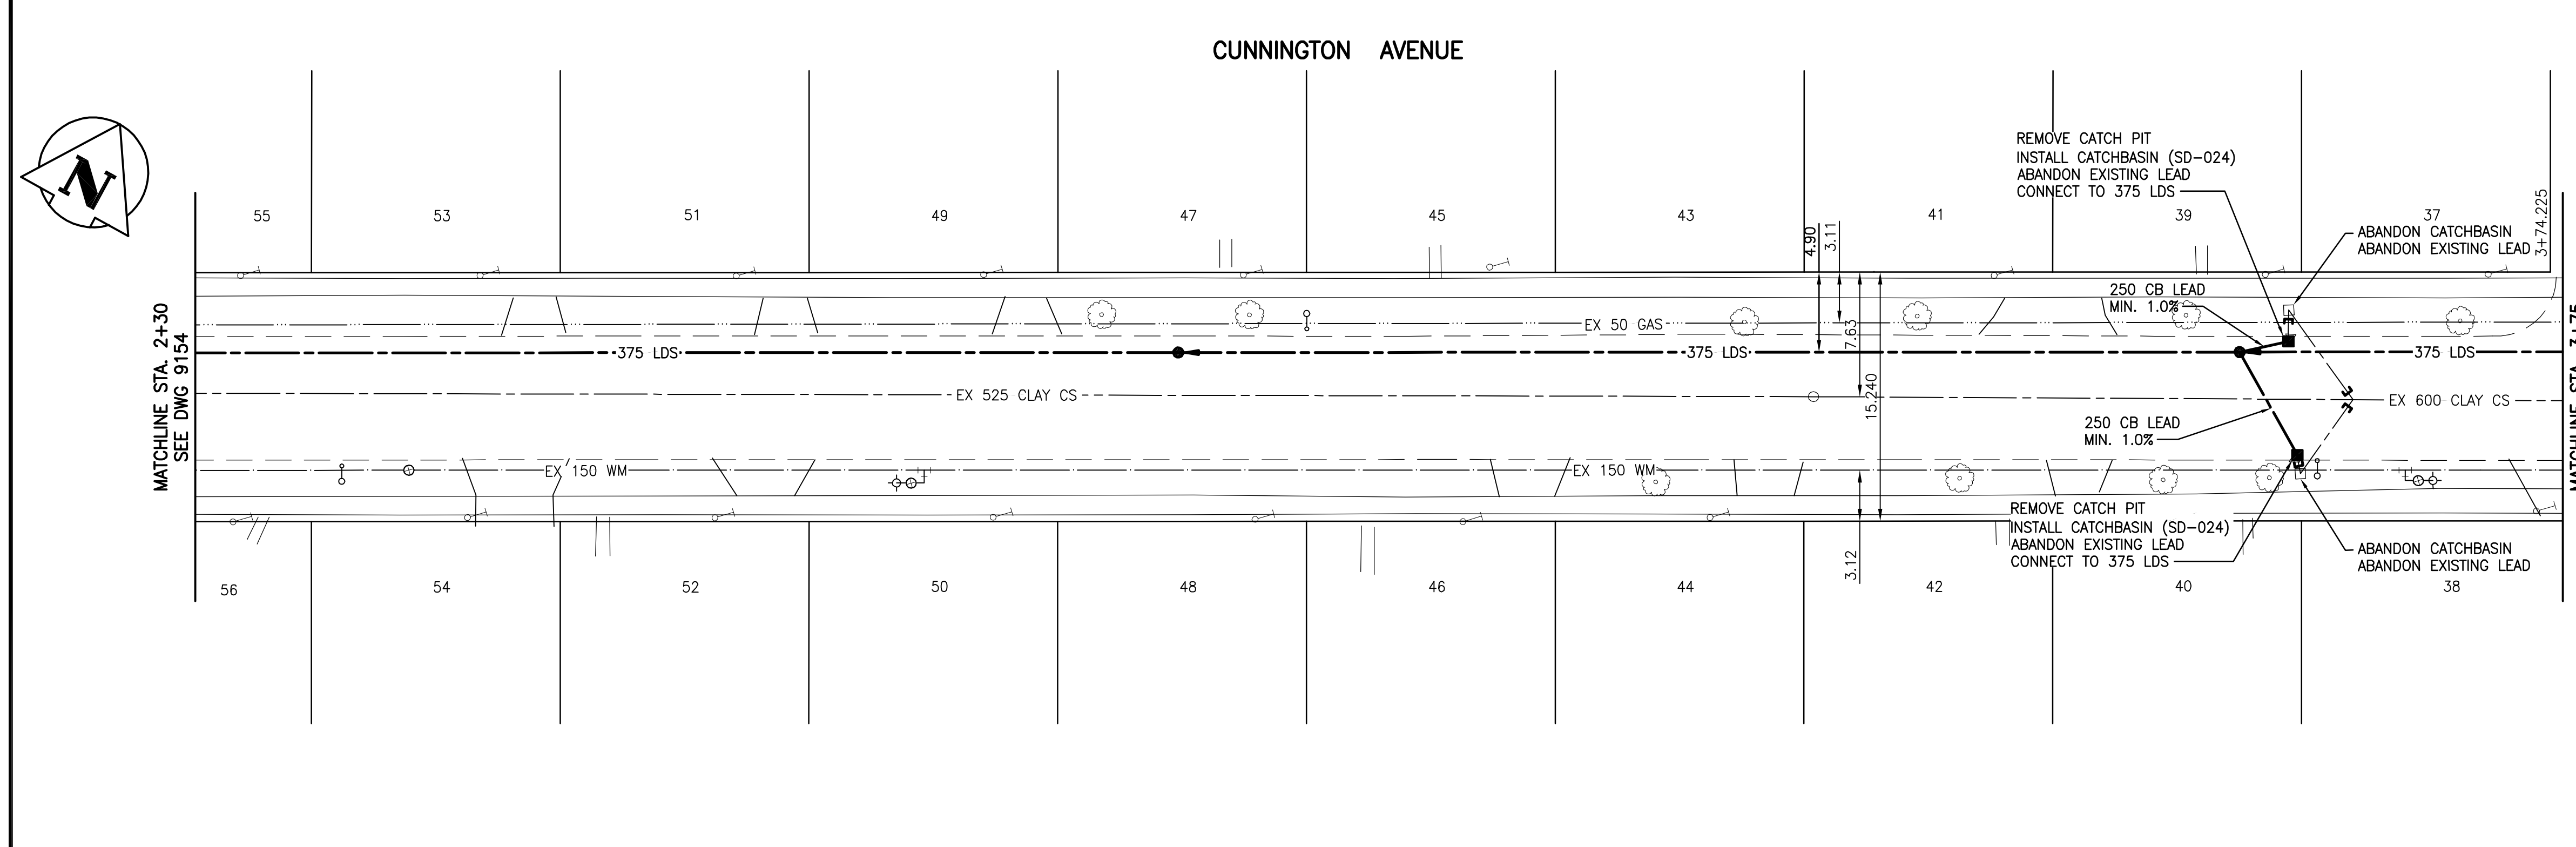 CUNNINGTON AVENUE
N
55
53
51
49
47
45
43
41
39
37
3+74.225
REMOVE CATCH PIT
INSTALL CATCHBASIN (SD-024)
ABANDON EXISTING LEAD
CONNECT TO 375 LDS
ABANDON CATCHBASIN
ABANDON EXISTING LEAD
4.90
3.11
250 CB LEAD
MIN. 1.0%
EX 50 GAS
7.63
375 LDS
375 LDS
375 LDS
MATCHLINE STA. 2+30
SEE DWG 9154
EX 525 CLAY CS
15.240
EX 600 CLAY CS
MATCHLINE STA. 3+75
250 CB LEAD
MIN. 1.0%
EX 150 WM
EX 150 WM
REMOVE CATCH PIT
INSTALL CATCHBASIN (SD-024)
ABANDON EXISTING LEAD
CONNECT TO 375 LDS
3.12
ABANDON CATCHBASIN
ABANDON EXISTING LEAD
56
54
52
50
48
46
44
42
40
38